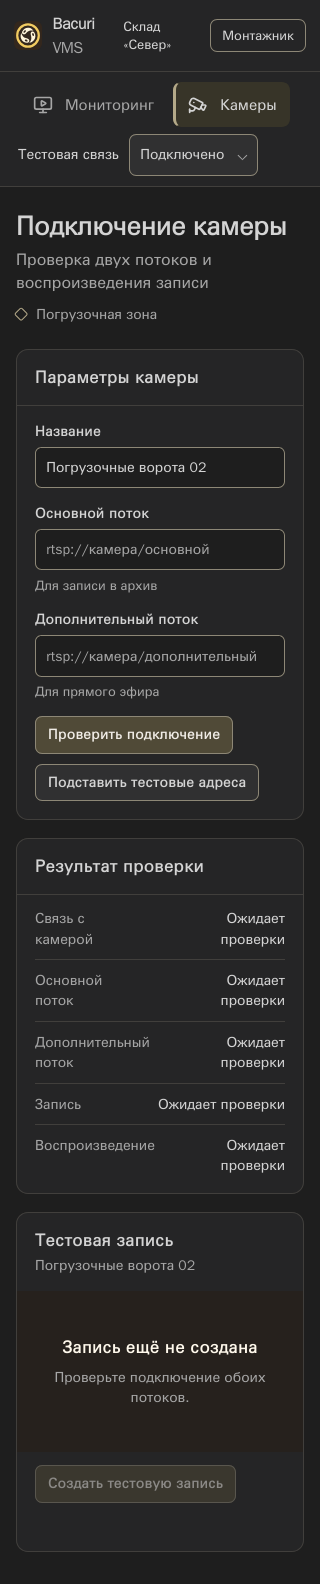 Bacuri
VMS
Склад
«Север»
Монтажник
Мониторинг
Камеры
Тестовая связь
Подключено
Подключение камеры
Проверка двух потоков и
воспроизведения записи
Погрузочная зона
Параметры камеры
Название
Погрузочные ворота 02
Основной поток
rtsp://камера/основной
Для записи в архив
Дополнительный поток
rtsp://камера/дополнительный
Для прямого эфира
Проверить подключение
Подставить тестовые адреса
Результат проверки
Связь с
камерой
Ожидает
проверки
Основной
поток
Ожидает
проверки
Дополнительный
поток
Ожидает
проверки
Запись
Ожидает проверки
Воспроизведение
Ожидает
проверки
Тестовая запись
Погрузочные ворота 02
Запись ещё не создана
Проверьте подключение обоих
потоков.
Создать тестовую запись